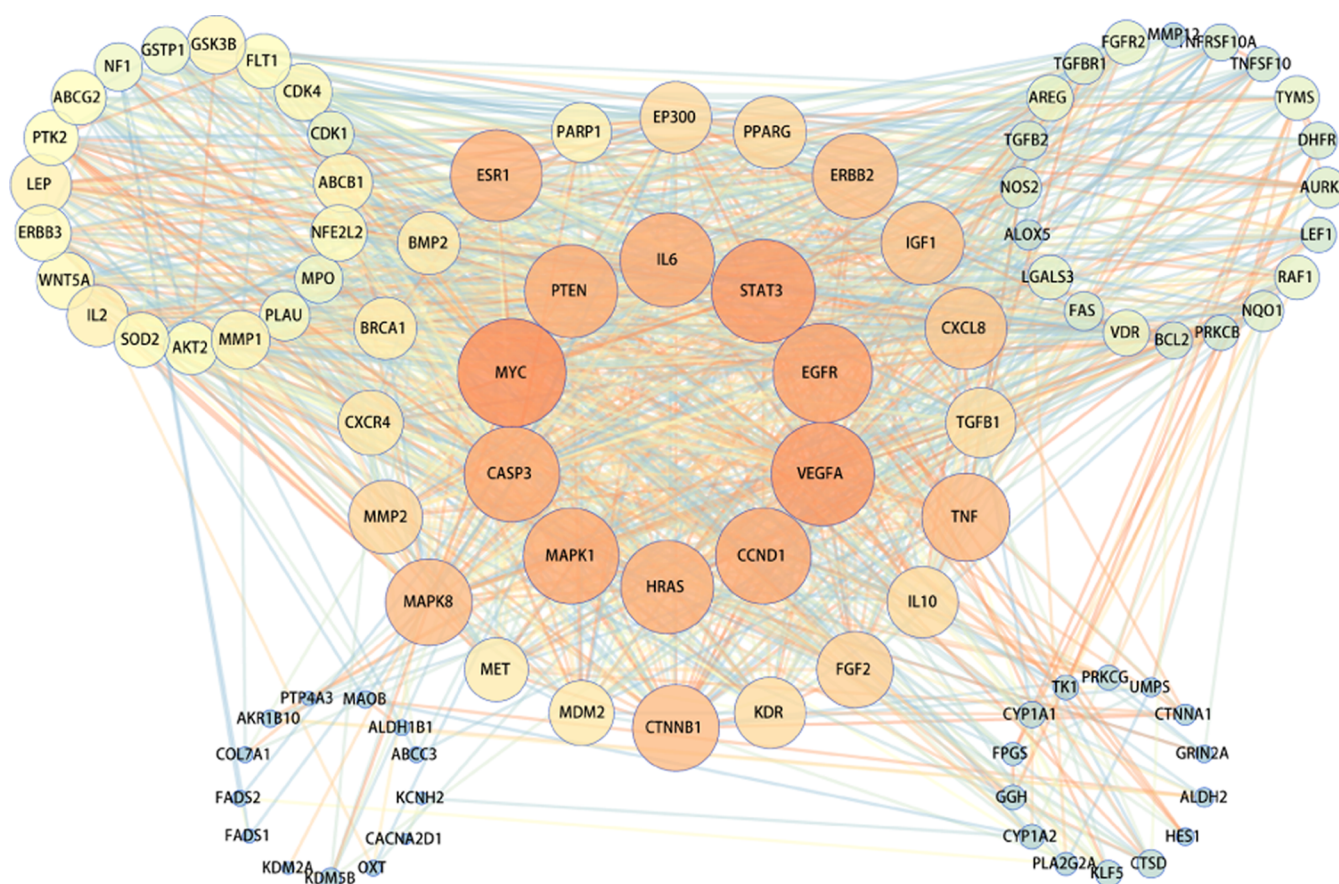 GSK3B
GSTP1
FLT1
NF1
CDK4
ABCG2
CDK1
PTK2
ABCB1
LEP
NFE2L2
ERBB3
MPO
WNT5A
PLAU
IL2
MMP1
SOD2
AKT2
EP300
PARP1
PPARG
ESR1
ERBB2
BMP2
IGF1
BRCA1
CXCL8
CXCR4
TGFB1
MMP2
TNF
MAPK8
IL10
MET
FGF2
MDM2
KDR
CTNNB1
IL6
PTEN
STAT3
MYC
EGFR
CASP3
VEGFA
MAPK1
CCND1
HRAS
MMP12
FGFR2
TNFRSF10A
TGFBR1
TNFSF10
AREG
TYMS
TGFB2
DHFR
NOS2
AURK
ALOX5
LEF1
LGALS3
RAF1
FAS
NQO1
VDR
BCL2
PRKCB
PTP4A3
MAOB
AKR1B10
ALDH1B1
COL7A1
ABCC3
FADS2
KCNH2
FADS1
CACNA2D1
KDM2A
KDM5B
OXT
PRKCG
TK1
UMPS
CYP1A1
CTNNA1
FPGS
GRIN2A
GGH
ALDH2
CYP1A2
HES1
PLA2G2A
KLF5
CTSD